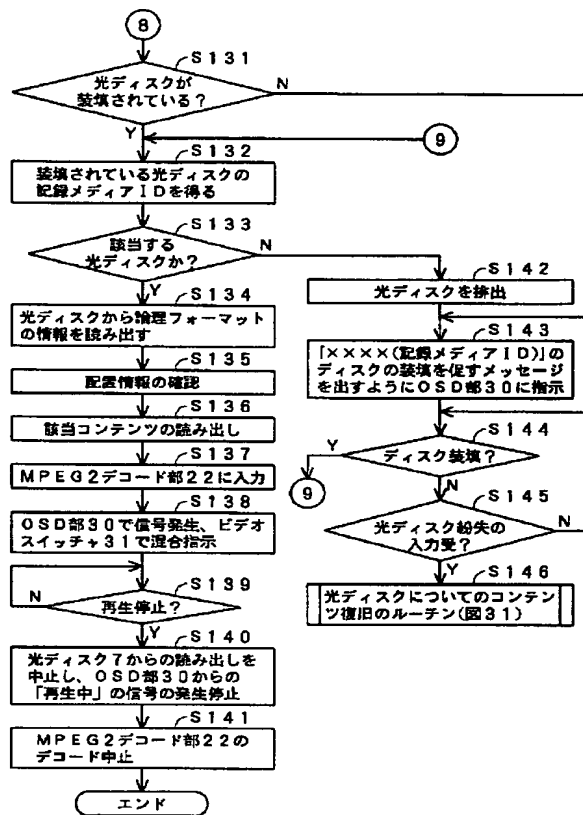 8
S131
光ディスクが
装填されている?
N
Y
9
S132
装填されている光ディスクの
記録メディアIDを得る
S133
該当する
光ディスクか?
N
Y
S134
光ディスクから論理フォーマット
の情報を読み出す
S135
配置情報の確認
S136
該当コンテンツの読み出し
S137
MPEG2デコード部22に入力
S138
OSD部30で信号発生、ビデオ
スイッチャ31で混合指示
S139
N
再生停止?
Y
S140
光ディスク7からの読み出しを
中止し、OSD部30からの
「再生中」の信号の発生停止
S141
MPEG2デコード部22の
デコード中止
エンド
S142
光ディスクを排出
S143
「××××(記録メディアID)」の
ディスクの装填を促すメッセージ
を出すようにOSD部30に指示
S144
Y
ディスク装填?
9
N
S145
光ディスク紛失の
入力受?
N
Y
S146
光ディスクについてのコンテン
ツ復旧のルーチン(図31)